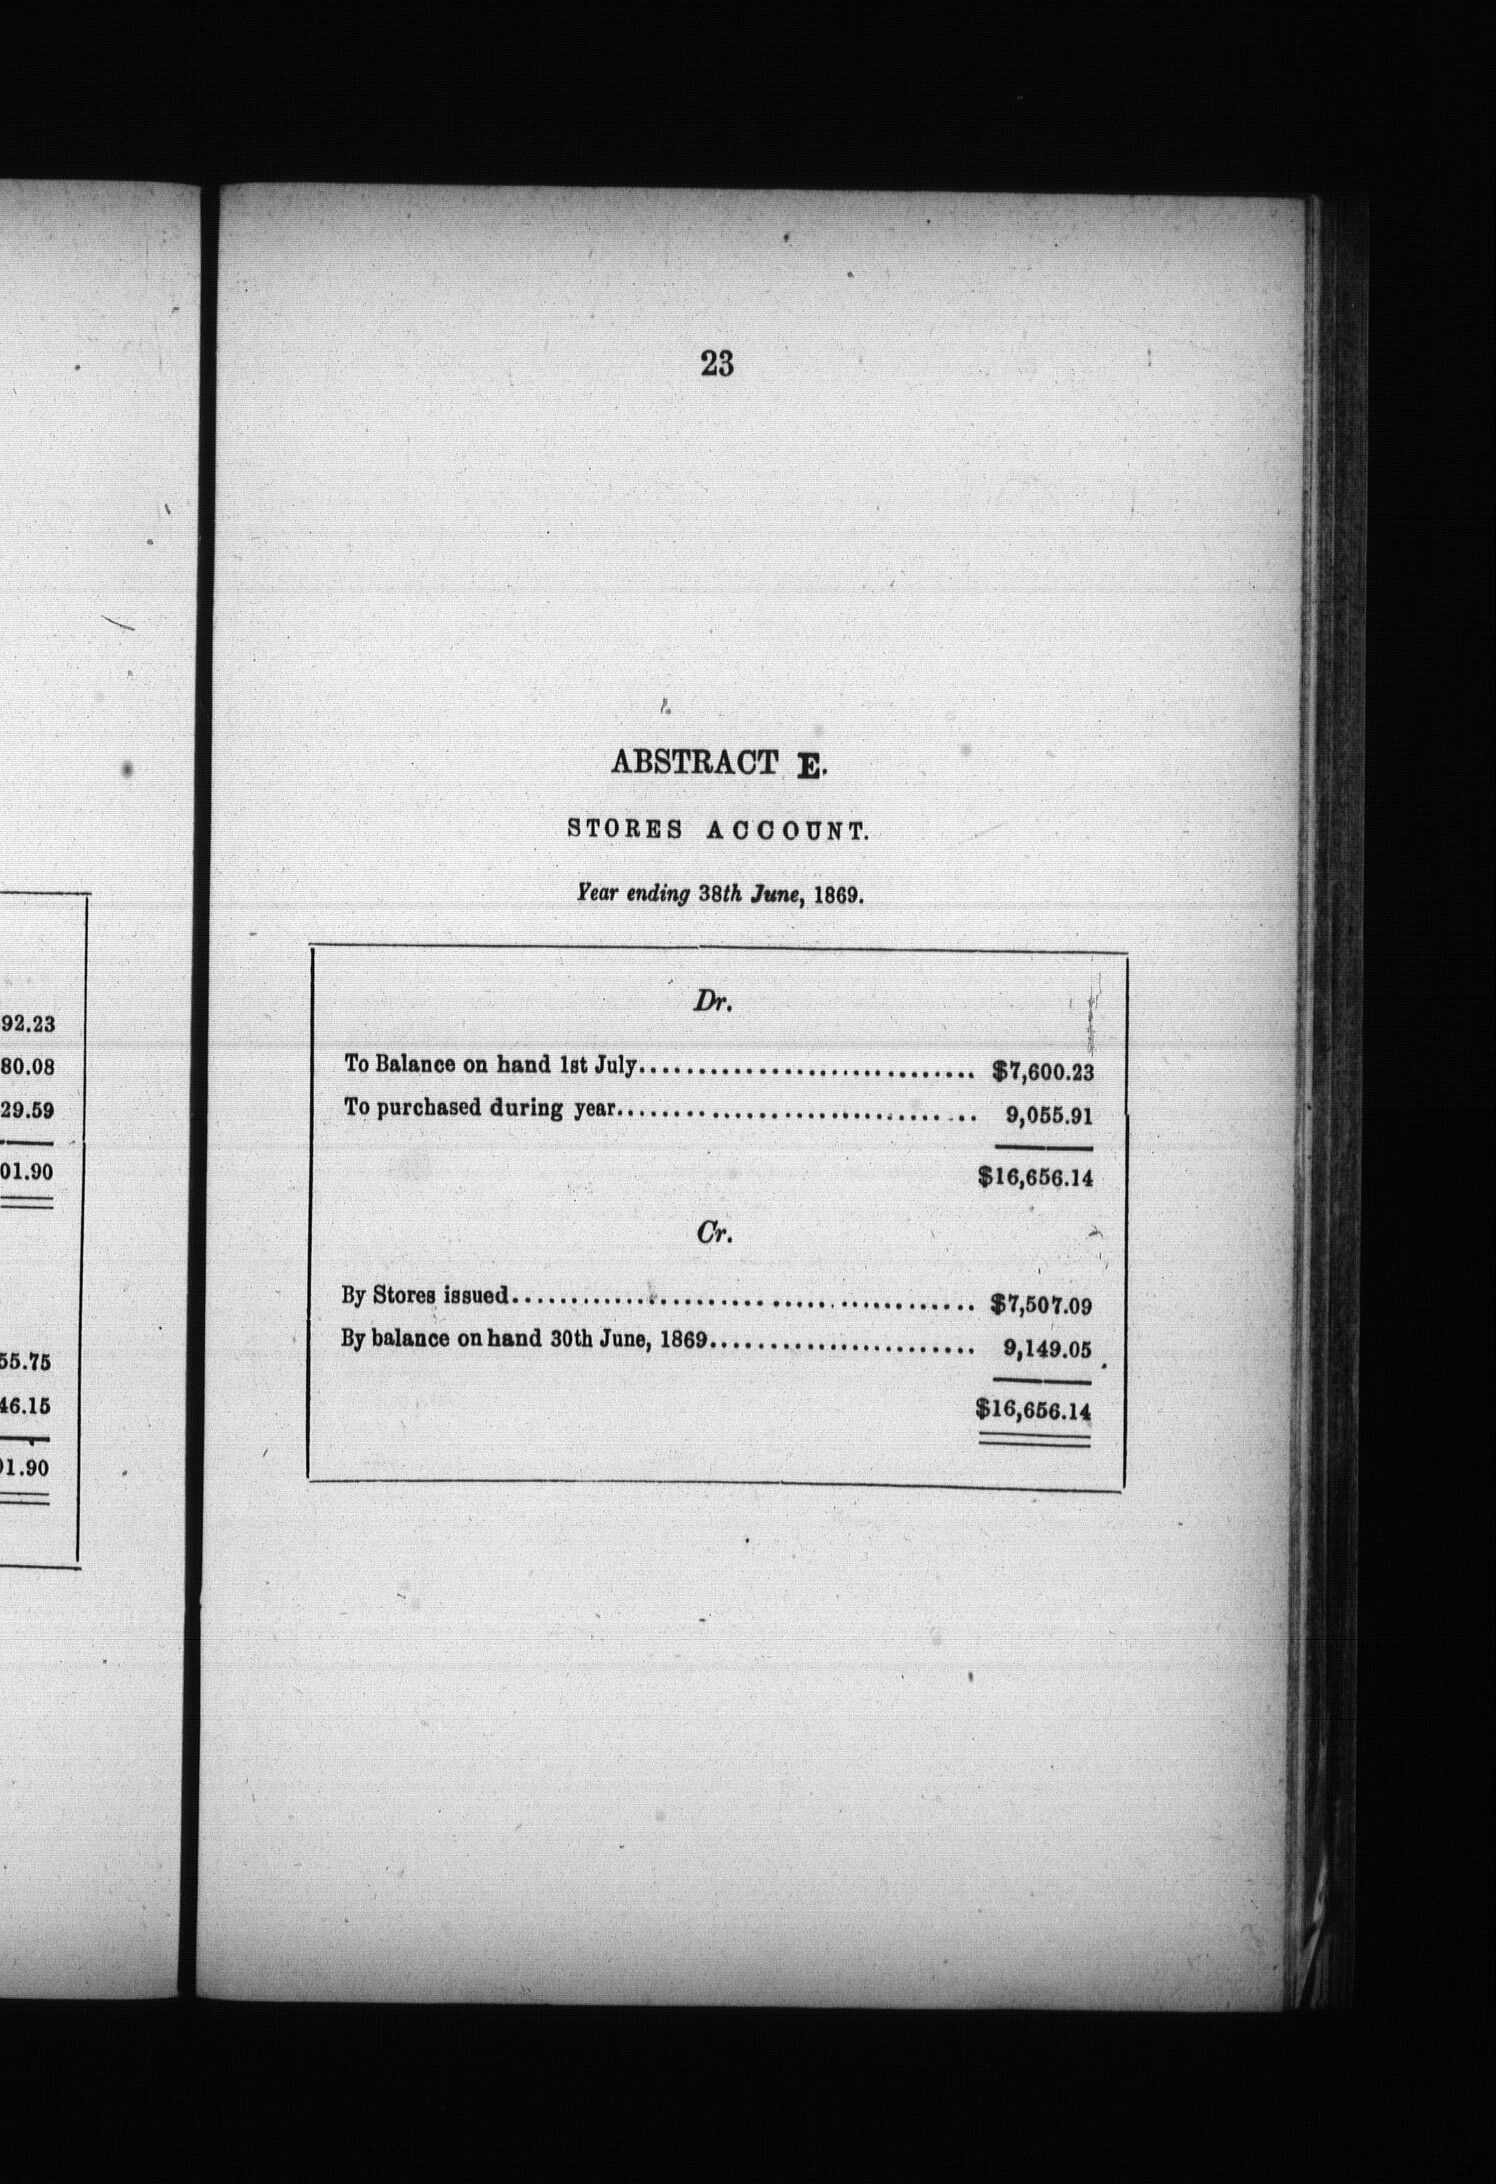 92.23
80.08
29.59
01.90
55.75
46.15
01.90
23
ABSTRACT E.
STORES ACCOUNT.
Year ending 38th June, 1869.
Dr.
To Balance on hand 1st July............................ $7,600.23
To purchased during year............................... 9,055.91
$16,656.14
Cr.
By Stores issued....................................... $7,507.09
By balance on hand 30th June, 1869....................... 9,149.05
$16,656.14